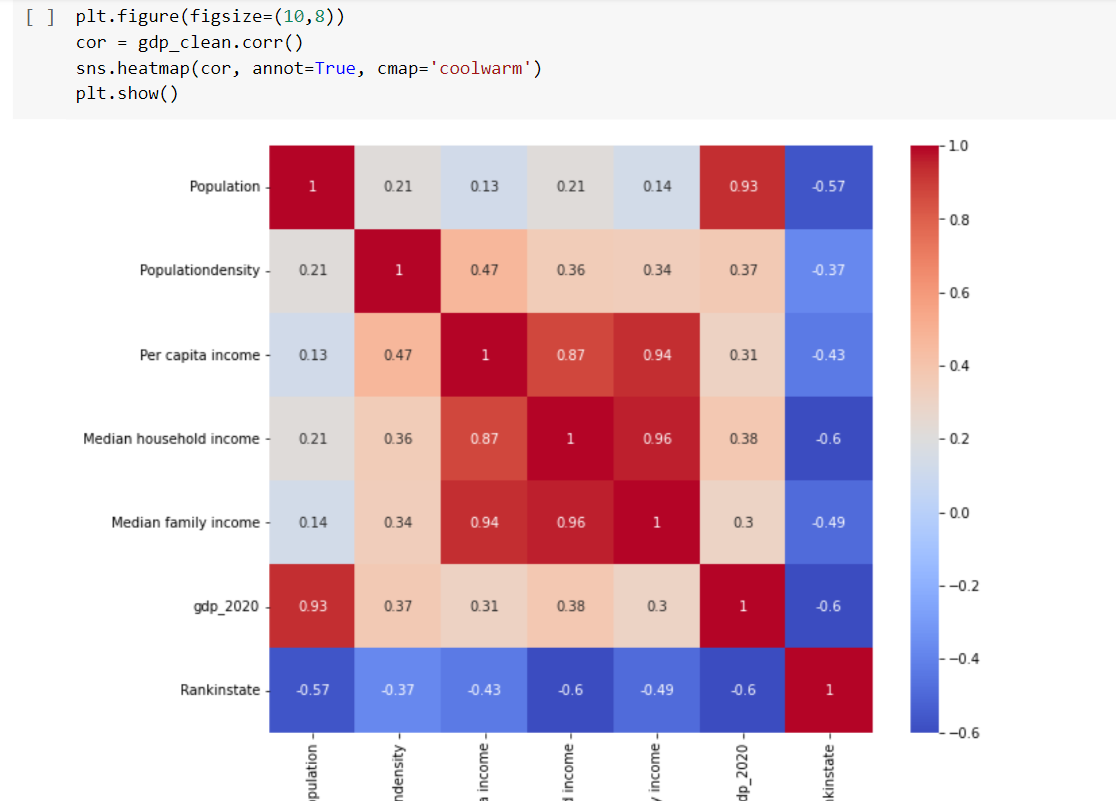 [ ] plt.figure(figsize=(10,8))
cor = gdp_clean.corr()
sns.heatmap(cor, annot=True, cmap='coolwarm')
plt.show()
Population 1 0.21 0.13 0.21 0.14 0.93 -0.57
Populationdensity 0.21 1 0.47 0.36 0.34 0.37 -0.37
Per capita income 0.13 0.47 1 0.87 0.94 0.31 -0.43
Median household income 0.21 0.36 0.87 1 0.96 0.38 -0.6
Median family income 0.14 0.34 0.94 0.96 1 0.3 -0.49
gdp_2020 0.93 0.37 0.31 0.38 0.3 1 -0.6
Rankinstate -0.57 -0.37 -0.43 -0.6 -0.49 -0.6 1
opulation
ndensity
a income
d income
y income
dp_2020
nkinstate
1.0
0.8
0.6
0.4
0.2
0.0
−0.2
−0.4
−0.6